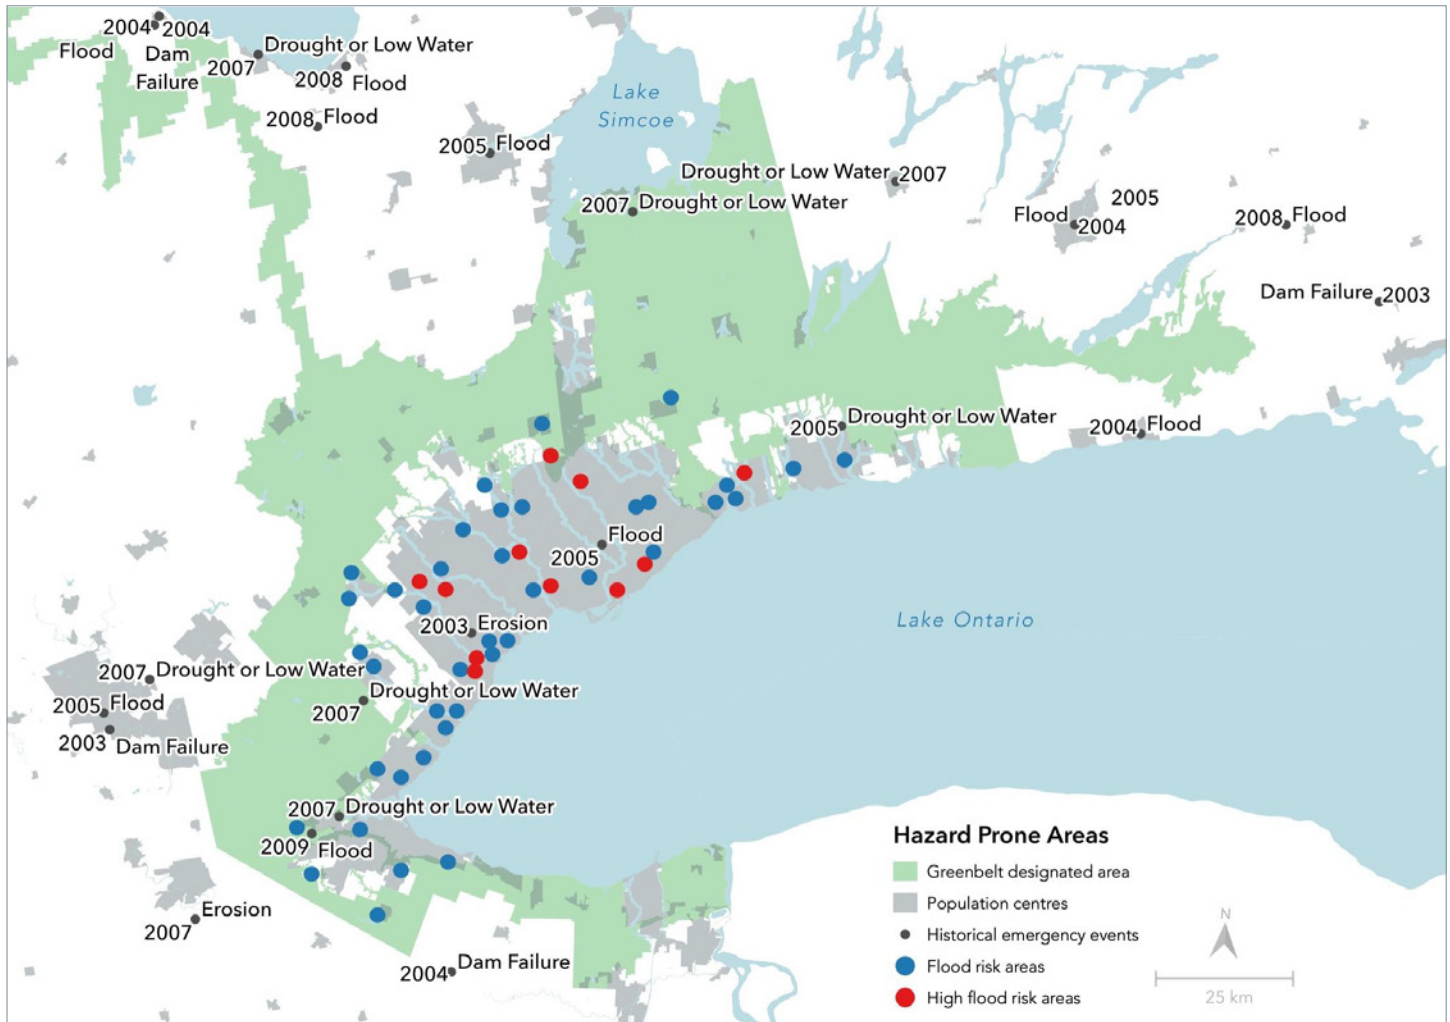 2004
2004
Flood
Dam
Failure
Drought or Low Water
2007
2008
Flood
2008
Flood
2005
Flood
Lake
Simcoe
Drought or Low Water
2007
2007
Drought or Low Water
2005
Flood
2004
2008
Flood
Dam Failure
2003
Drought or Low Water
2005
2004
Flood
Flood
2005
2003
Erosion
Lake Ontario
2007
Drought or Low Water
2005
Flood
2003
Dam Failure
Drought or Low Water
2007
2007
Drought or Low Water
2009
Flood
Erosion
2007
2004
Dam Failure
Hazard Prone Areas
Greenbelt designated area
Population centres
Historical emergency events
Flood risk areas
High flood risk areas
N
25 km